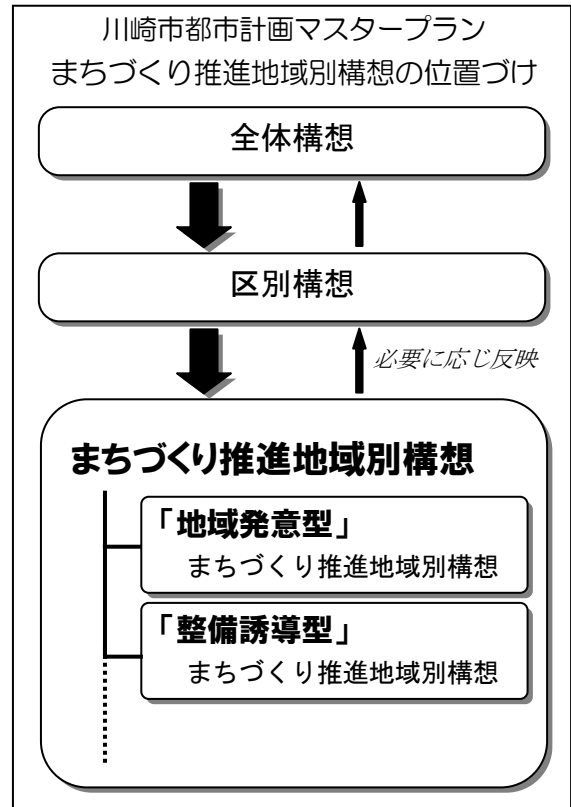 川崎市都市計画マスタープラン
まちづくり推進地域別構想の位置づけ
全体構想
区別構想
必要に応じ反映
まちづくり推進地域別構想
「地域発意型」
まちづくり推進地域別構想
「整備誘導型」
まちづくり推進地域別構想